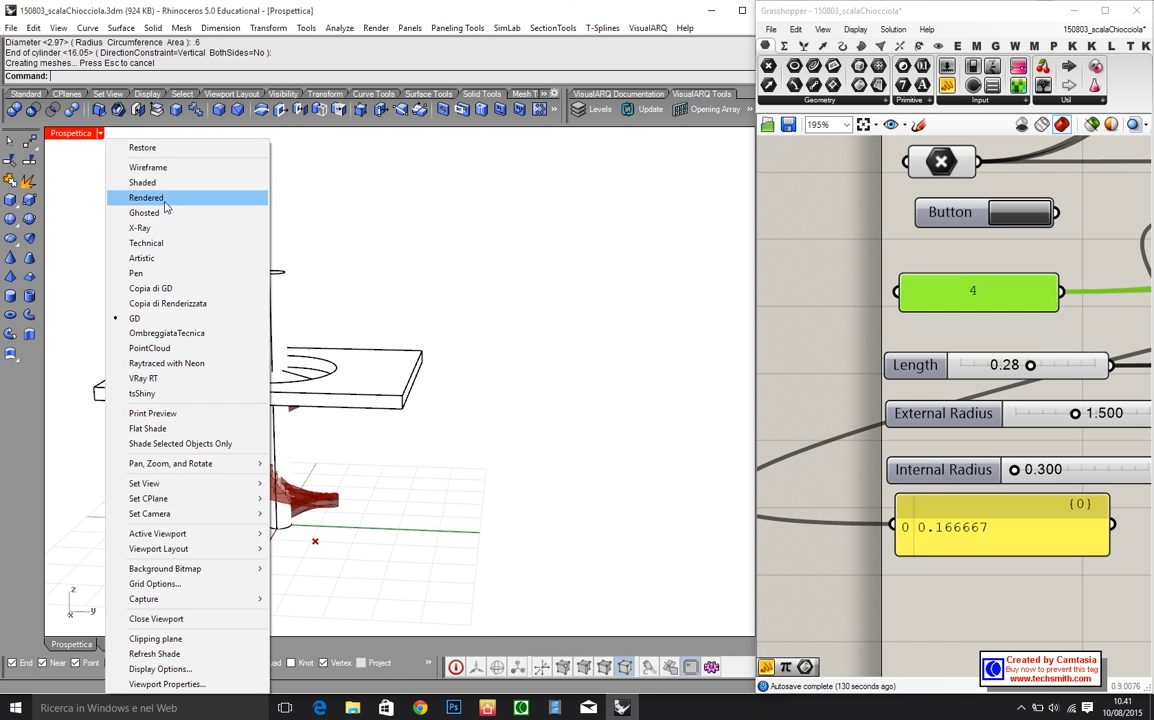 150803_scalaChiocciola.3dm (924 KB) - Rhinoceros 5.0 Educational - [Prospettica]
File Edit View Curve Surface Solid Mesh Dimension Transform Tools Analyze Render Panels Paneling Tools SimLab SectionTools T-Splines VisualARQ Help
Diameter <2.97> ( Radius Circumference Area ): .6
End of cylinder <16.05> ( DirectionConstraint=Vertical BothSides=No ):
Creating meshes... Press Esc to cancel
Command:
Standard CPlanes Set View Display Select Viewport Layout Visibility Transform Curve Tools Surface Tools Solid Tools Mesh T VisualARQ Documentation VisualARQ Tools
Levels Update Opening Array
Prospettica
Restore
Wireframe
Shaded
Rendered
Ghosted
X-Ray
Technical
Artistic
Pen
Copia di GD
Copia di Renderizzata
GD
OmbreggiataTecnica
PointCloud
Raytraced with Neon
VRay RT
tsShiny
Print Preview
Flat Shade
Shade Selected Objects Only
Pan, Zoom, and Rotate
Set View
Set CPlane
Set Camera
Active Viewport
Viewport Layout
Background Bitmap
Grid Options...
Capture
Close Viewport
Clipping plane
Refresh Shade
Display Options...
Viewport Properties...
z
y
x
Prospettica
End Near Point Knot Vertex Project
Grasshopper - 150803_scalaChiocciola*
File Edit View Display Solution Help 150803_scalaChiocciola*
E M G W M P K K L T
Geometry Primitive Input Util
195%
Button
4
Length 0.28
External Radius 1.500
Internal Radius 0.300
{0}
0 0.166667
Created by Camtasia
Buy now to prevent this tag
www.techsmith.com
Autosave complete (130 seconds ago)
0.9.0076
Ricerca in Windows e nel Web
10.41
10/08/2015